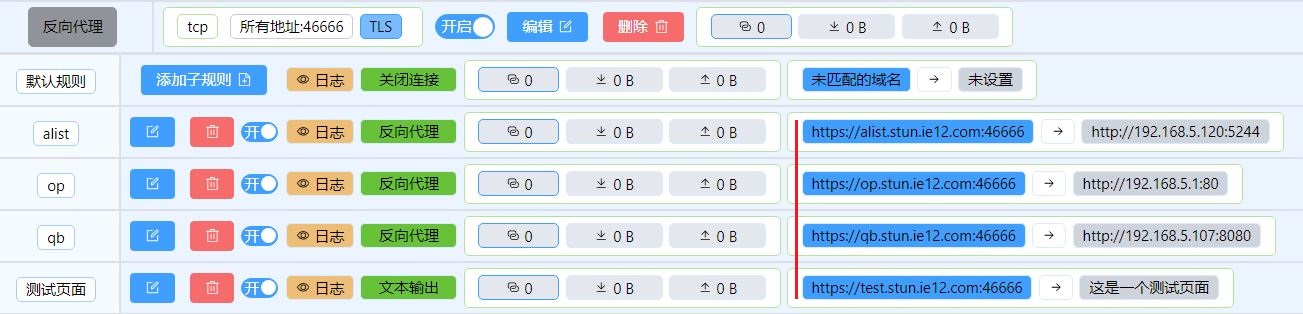 反向代理 tcp 所有地址:46666 TLS 开启 编辑 删除 0 0 B 0 B
默认规则 添加子规则 日志 关闭连接 0 0 B 0 B 未匹配的域名 → 未设置
alist 开 日志 反向代理 0 0 B 0 B https://alist.stun.ie12.com:46666 → http://192.168.5.120:5244
op 开 日志 反向代理 0 0 B 0 B https://op.stun.ie12.com:46666 → http://192.168.5.1:80
qb 开 日志 反向代理 0 0 B 0 B https://qb.stun.ie12.com:46666 → http://192.168.5.107:8080
测试页面 开 日志 文本输出 0 0 B 0 B https://test.stun.ie12.com:46666 → 这是一个测试页面